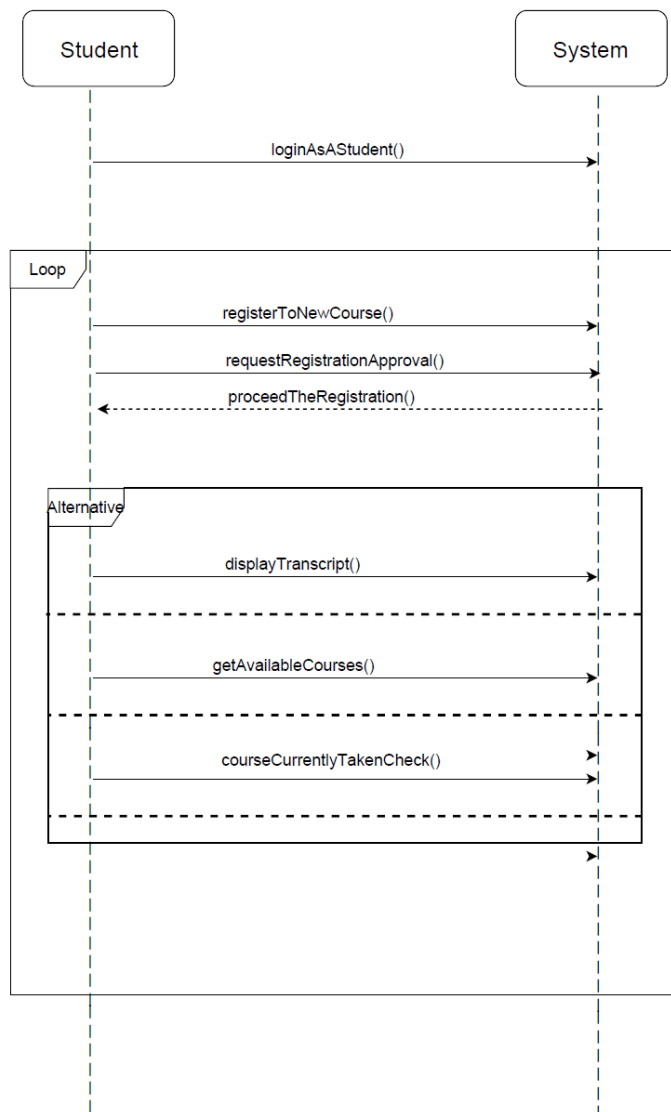 Student
System
loginAsAStudent()
Loop
registerToNewCourse()
requestRegistrationApproval()
proceedTheRegistration()
Alternative
displayTranscript()
getAvailableCourses()
courseCurrentlyTakenCheck()